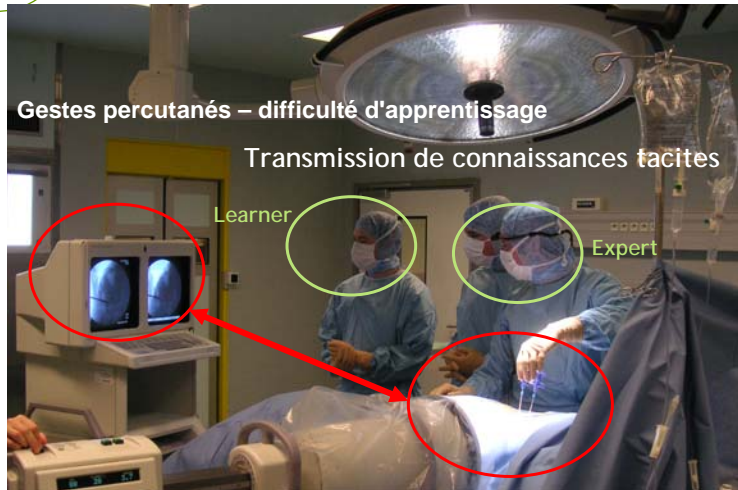 Gestes percutanés – difficulté d'apprentissage
Transmission de connaissances tacites
Learner
Expert